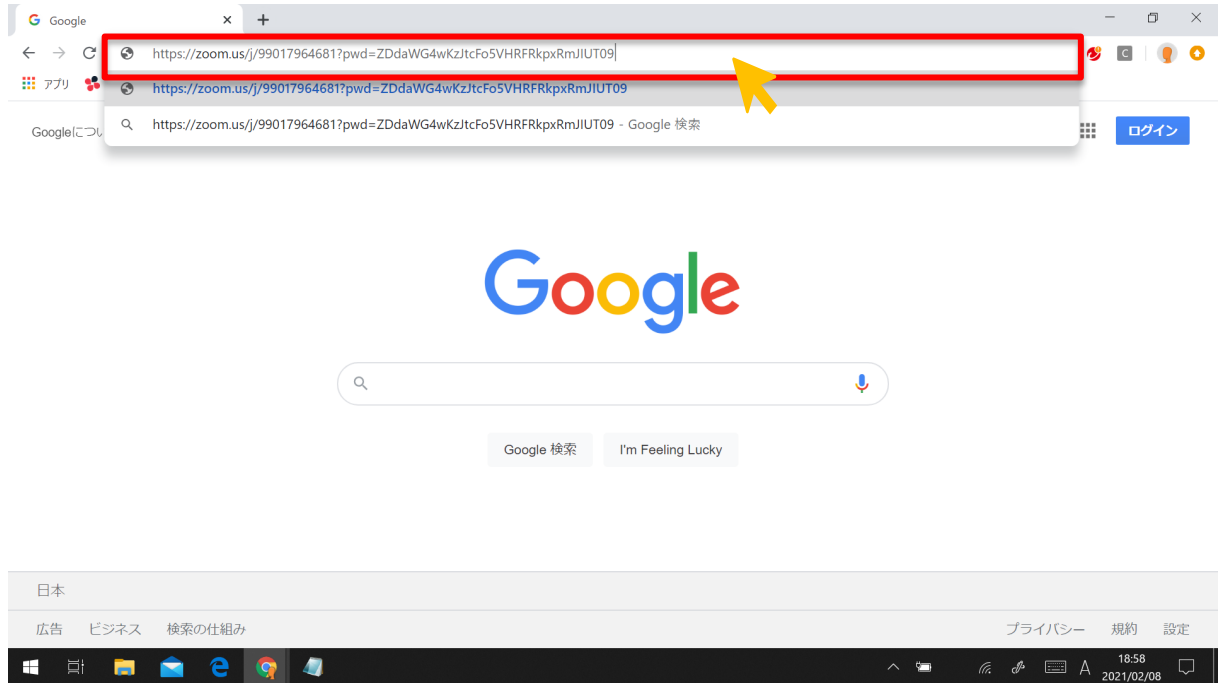 Google
https://zoom.us/j/99017964681?pwd=ZDdaWG4wKzJtcFo5VHRFRkpxRmJIUT09
C
アプリ
https://zoom.us/j/99017964681?pwd=ZDdaWG4wKzJtcFo5VHRFRkpxRmJIUT09
https://zoom.us/j/99017964681?pwd=ZDdaWG4wKzJtcFo5VHRFRkpxRmJIUT09 - Google 検索
Googleについ
ログイン
Google
Google 検索 I'm Feeling Lucky
日本
広告 ビジネス 検索の仕組み プライバシー 規約 設定
A 18:58
2021/02/08